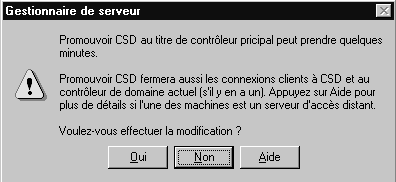 Gestionnaire de serveur
Promouvoir CSD au titre de contrôleur pricipal peut prendre quelques
minutes.
Promouvoir CSD fermera aussi les connexions clients à CSD et au
contrôleur de domaine actuel (s'il y en a un). Appuyez sur Aide pour
plus de détails si l'une des machines est un serveur d'accès distant.
Voulez-vous effectuer la modification ?
Oui
Non
Aide